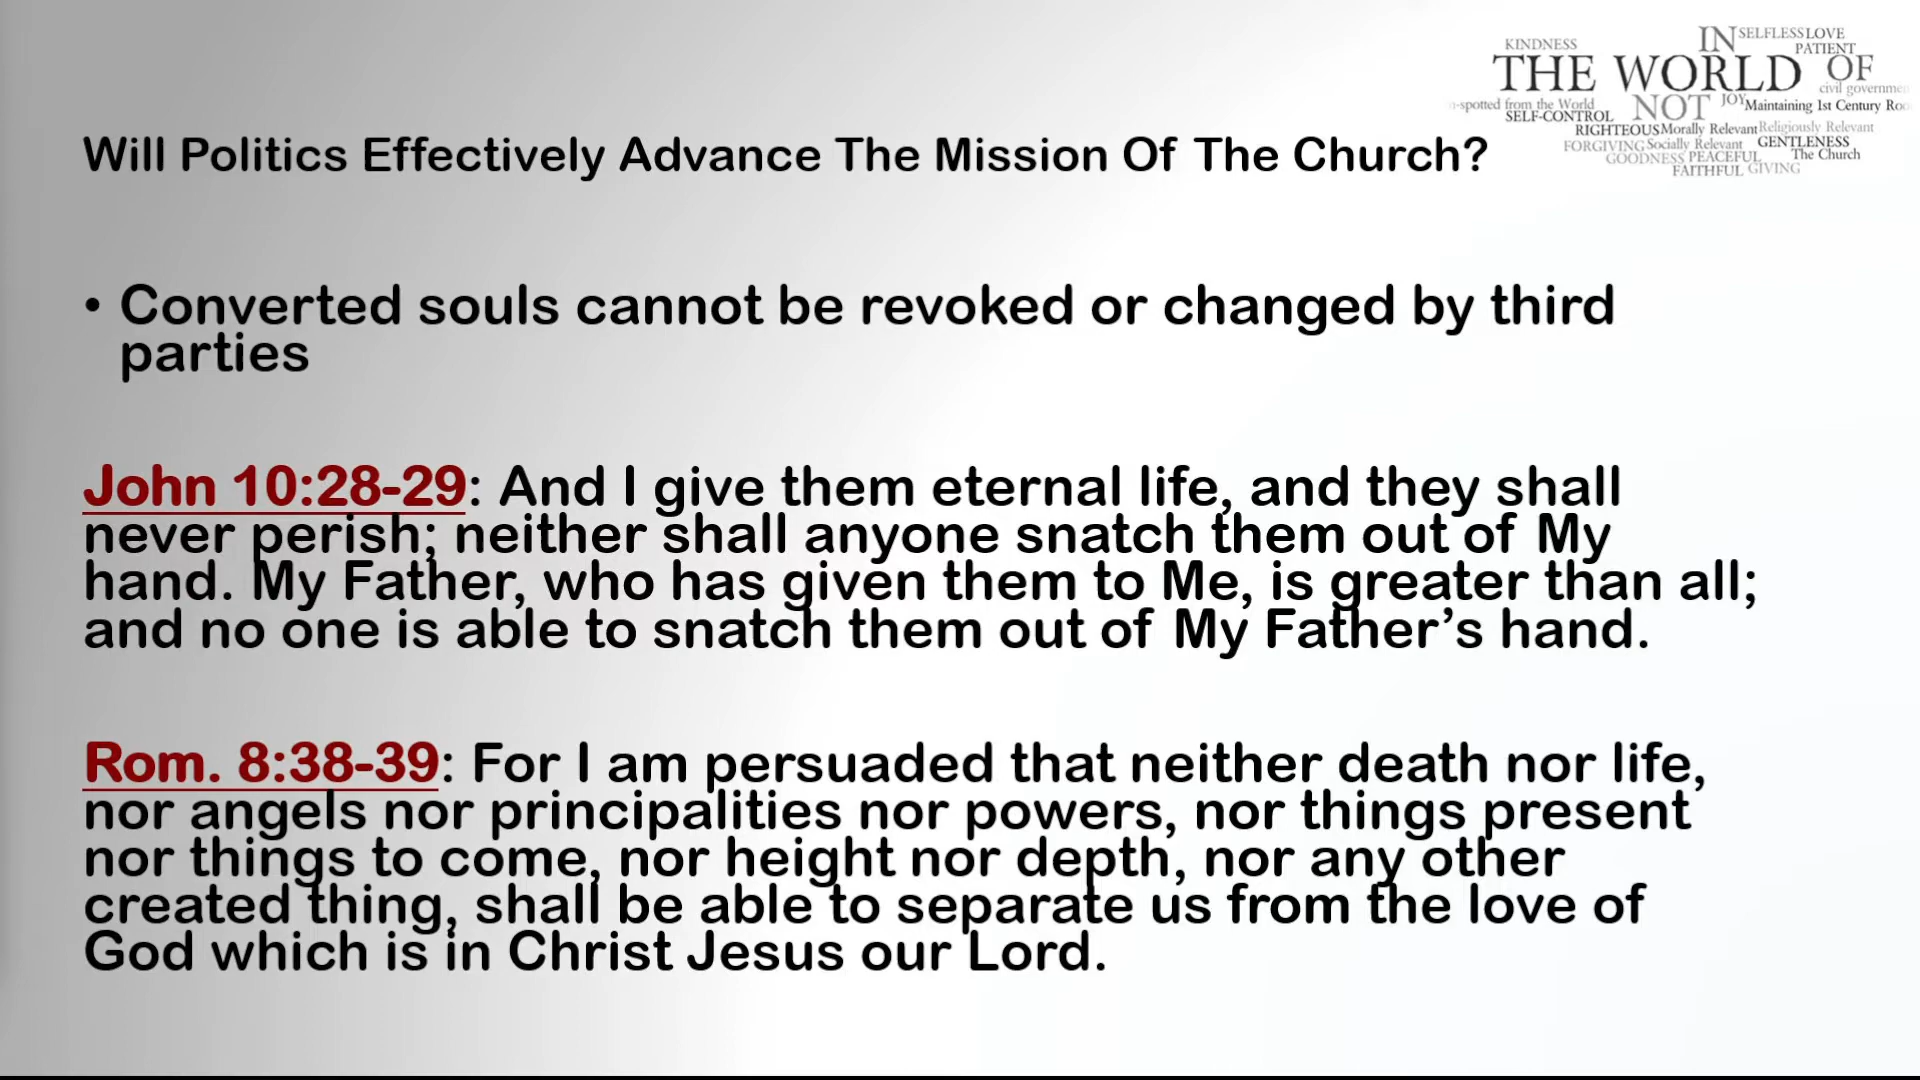 KINDNESS
IN SELFLESS LOVE
PATIENT
THE WORLD OF
civil governme
-spotted from the World
NOT JOY Maintaining 1st Century Roo
SELF-CONTROL
RIGHTEOUS Morally Relevant Religiously Relevant
FORGIVING Socially Relevant GENTLENESS
GOODNESS PEACEFUL The Church
FAITHFUL GIVING
Will Politics Effectively Advance The Mission Of The Church?
• Converted souls cannot be revoked or changed by third
parties
John 10:28-29: And I give them eternal life, and they shall
never perish; neither shall anyone snatch them out of My
hand. My Father, who has given them to Me, is greater than all;
and no one is able to snatch them out of My Father’s hand.
Rom. 8:38-39: For I am persuaded that neither death nor life,
nor angels nor principalities nor powers, nor things present
nor things to come, nor height nor depth, nor any other
created thing, shall be able to separate us from the love of
God which is in Christ Jesus our Lord.